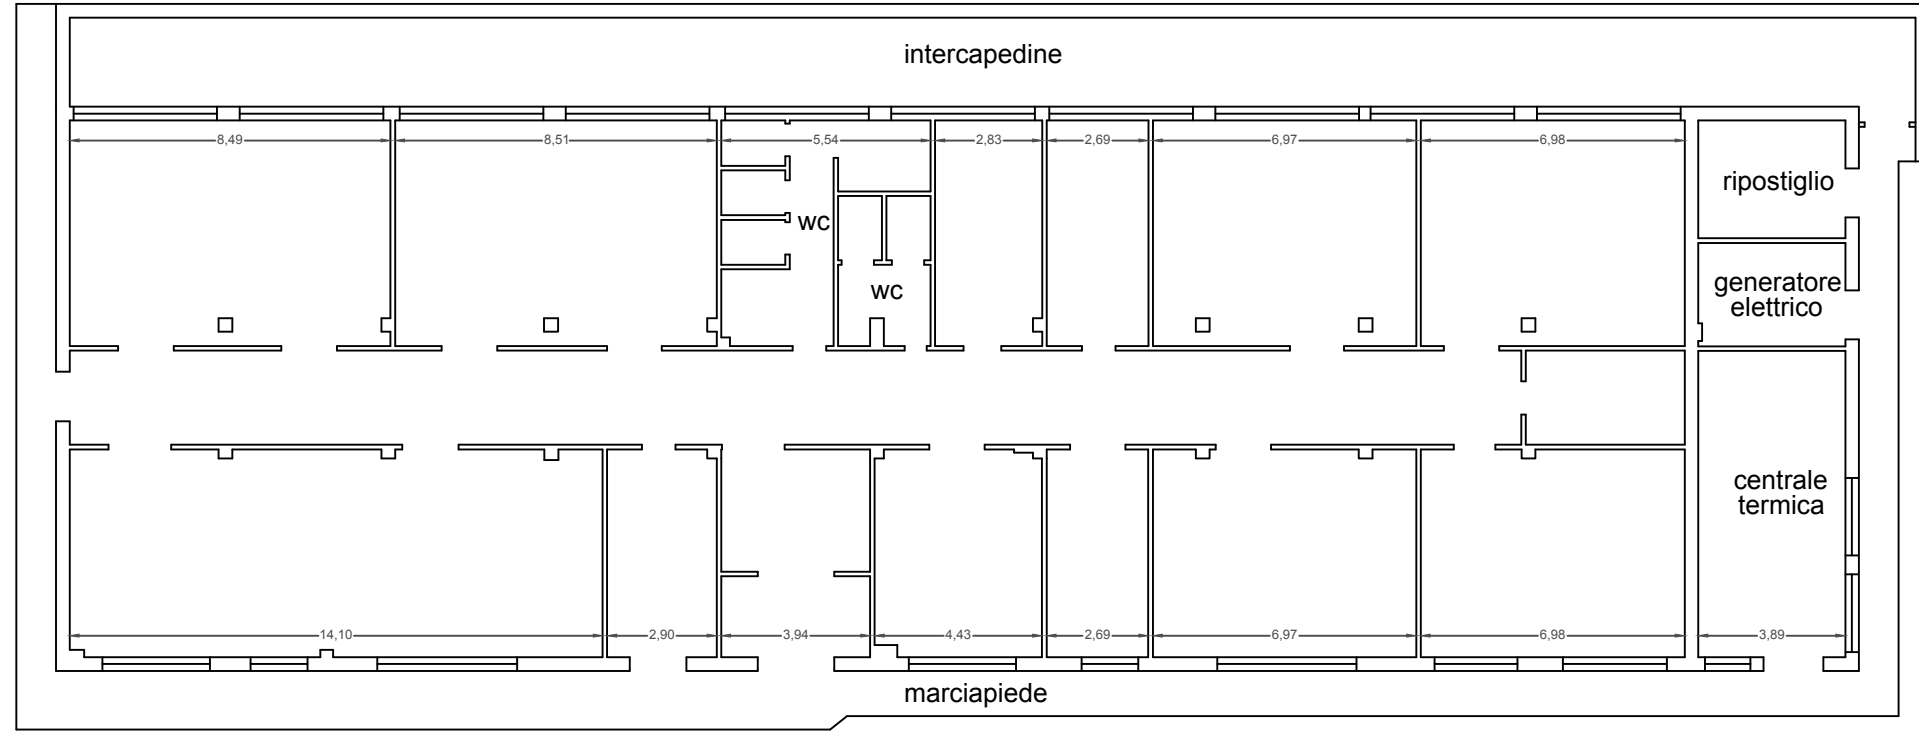 intercapedine
8,49
8,51
5,54
2,83
2,69
6,97
6,98
ripostiglio
wc
wc
generatore
elettrico
centrale
termica
14,10
2,90
3,94
4,43
2,69
6,97
6,98
3,89
marciapiede